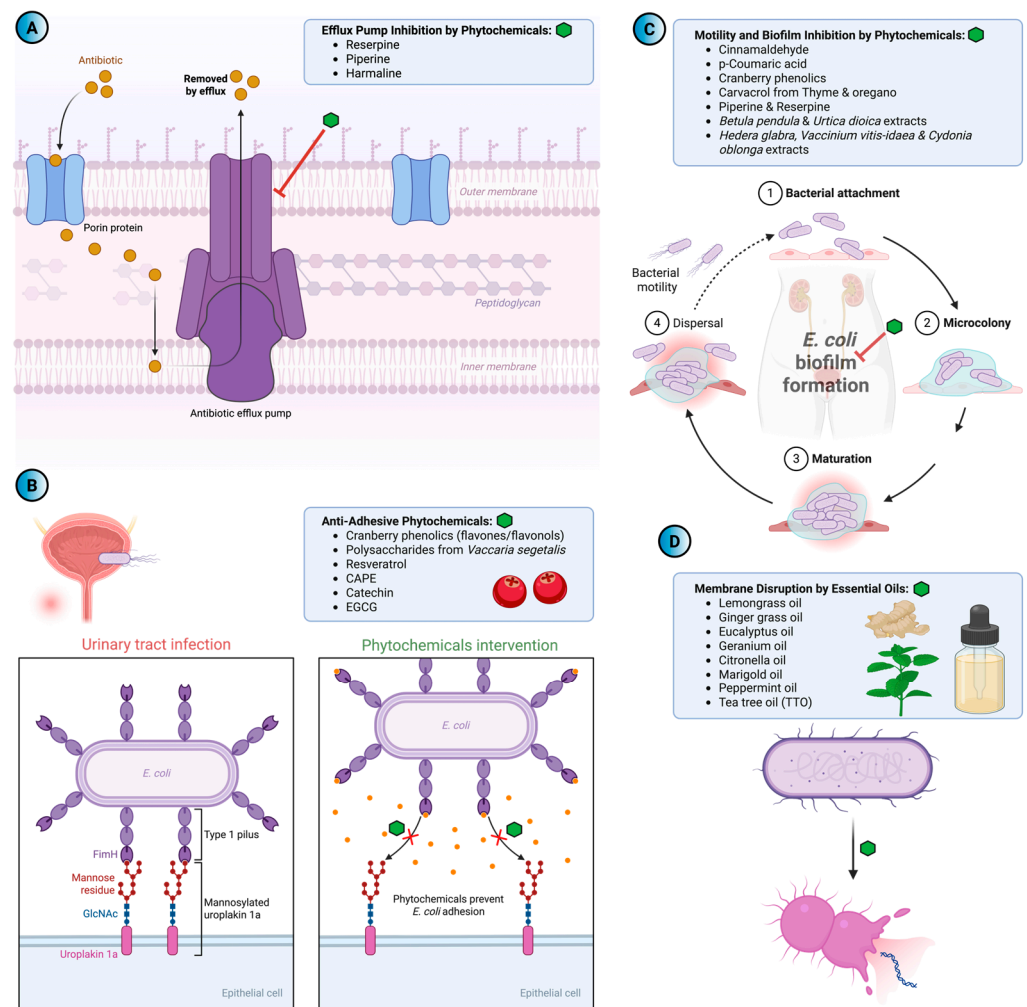 A
Efflux Pump Inhibition by Phytochemicals:
• Reserpine
• Piperine
• Harmaline
Antibiotic
Removed
by efflux
Outer membrane
Porin protein
Peptidoglycan
Inner membrane
Antibiotic efflux pump
B
Anti-Adhesive Phytochemicals:
• Cranberry phenolics (flavones/flavonols)
• Polysaccharides from Vaccaria segetalis
• Resveratrol
• CAPE
• Catechin
• EGCG
Urinary tract infection
E. coli
Type 1 pilus
FimH
Mannose
residue
GlcNAc
Mannosylated
uroplakin 1a
Uroplakin 1a
Epithelial cell
Phytochemicals intervention
E. coli
Phytochemicals prevent
E. coli adhesion
Epithelial cell
C
Motility and Biofilm Inhibition by Phytochemicals:
• Cinnamaldehyde
• p-Coumaric acid
• Cranberry phenolics
• Carvacrol from Thyme & oregano
• Piperine & Reserpine
• Betula pendula & Urtica dioica extracts
• Hedera glabra, Vaccinium vitis-idaea & Cydonia
oblonga extracts
1 Bacterial attachment
Bacterial
motility
4 Dispersal
2 Microcolony
E. coli
biofilm
formation
3 Maturation
D
Membrane Disruption by Essential Oils:
• Lemongrass oil
• Ginger grass oil
• Eucalyptus oil
• Geranium oil
• Citronella oil
• Marigold oil
• Peppermint oil
• Tea tree oil (TTO)